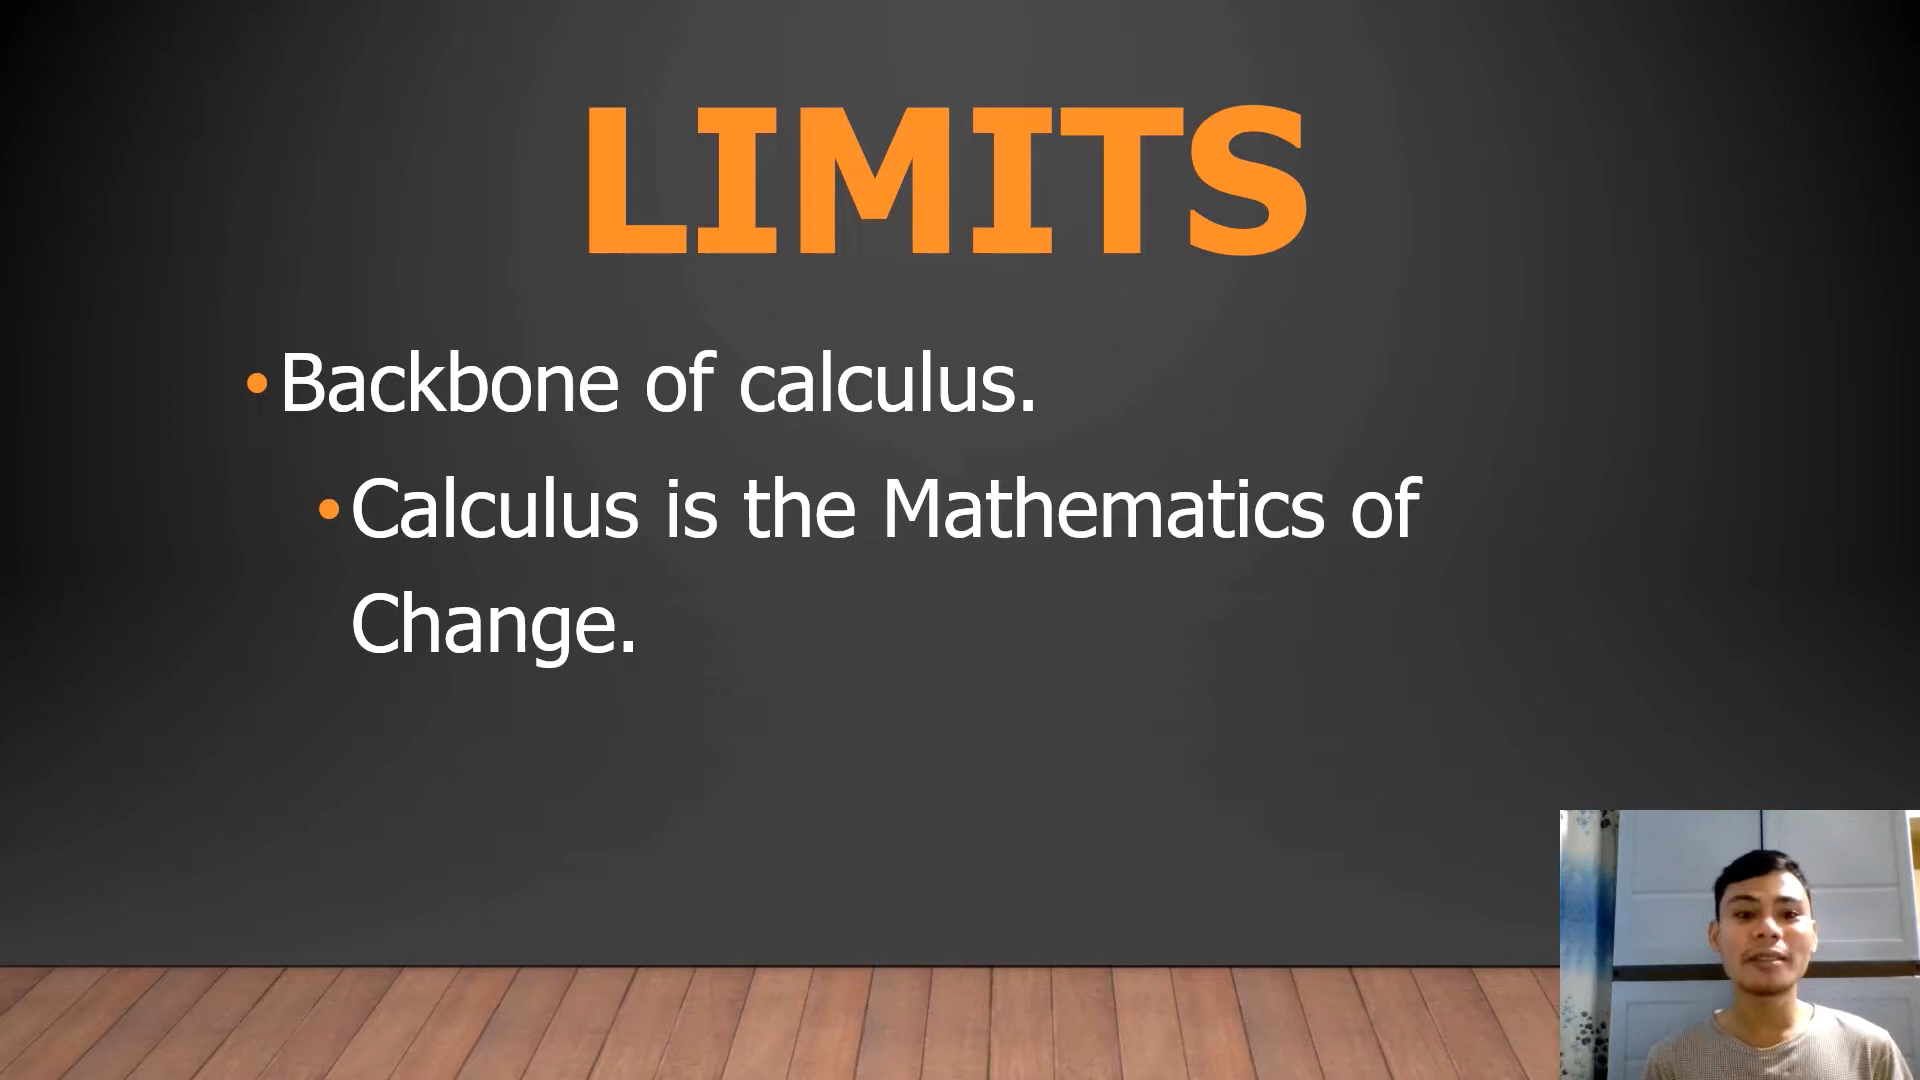 LIMITS
•Backbone of calculus.
•Calculus is the Mathematics of
Change.